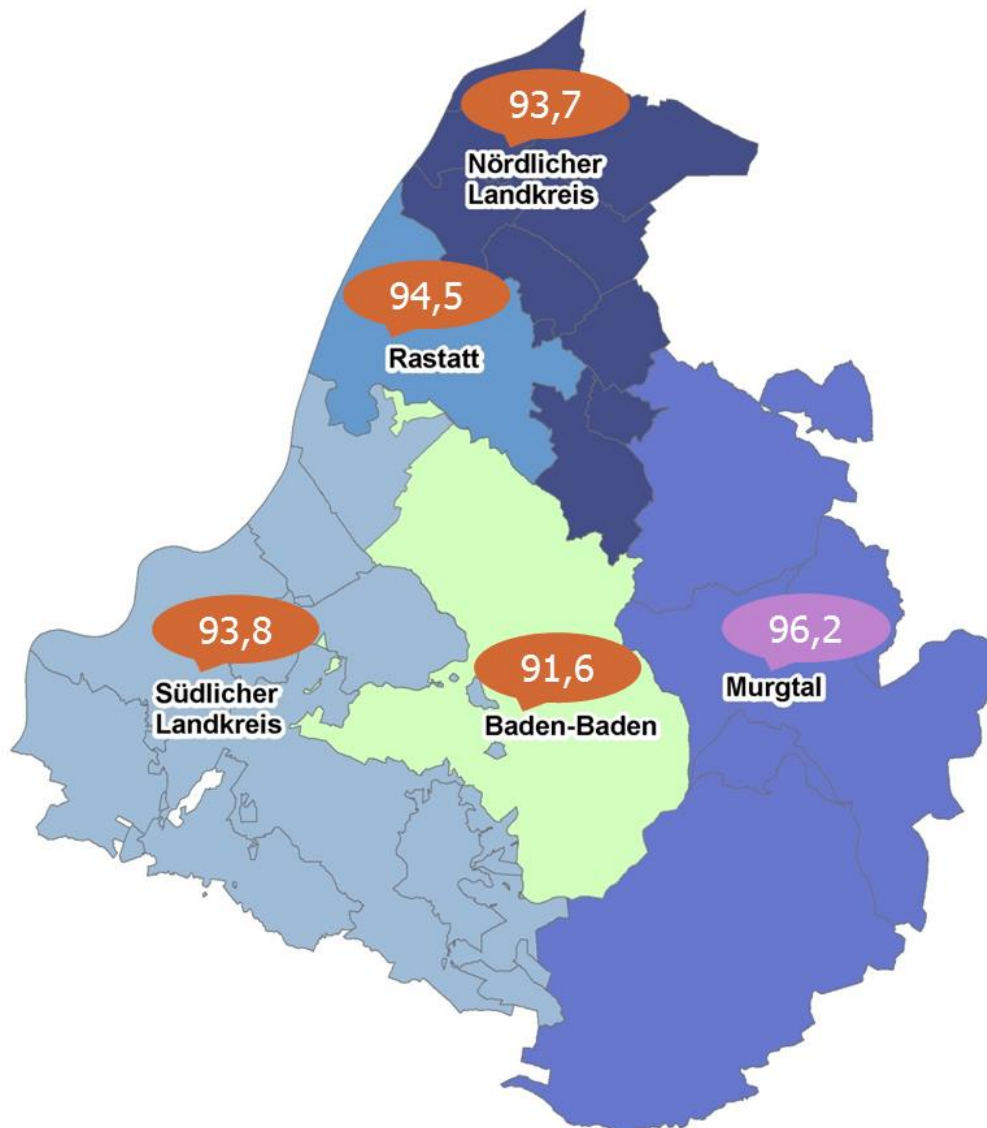 93,7
Nördlicher
Landkreis
94,5
Rastatt
93,8
Südlicher
Landkreis
91,6
Baden-Baden
96,2
Murgtal